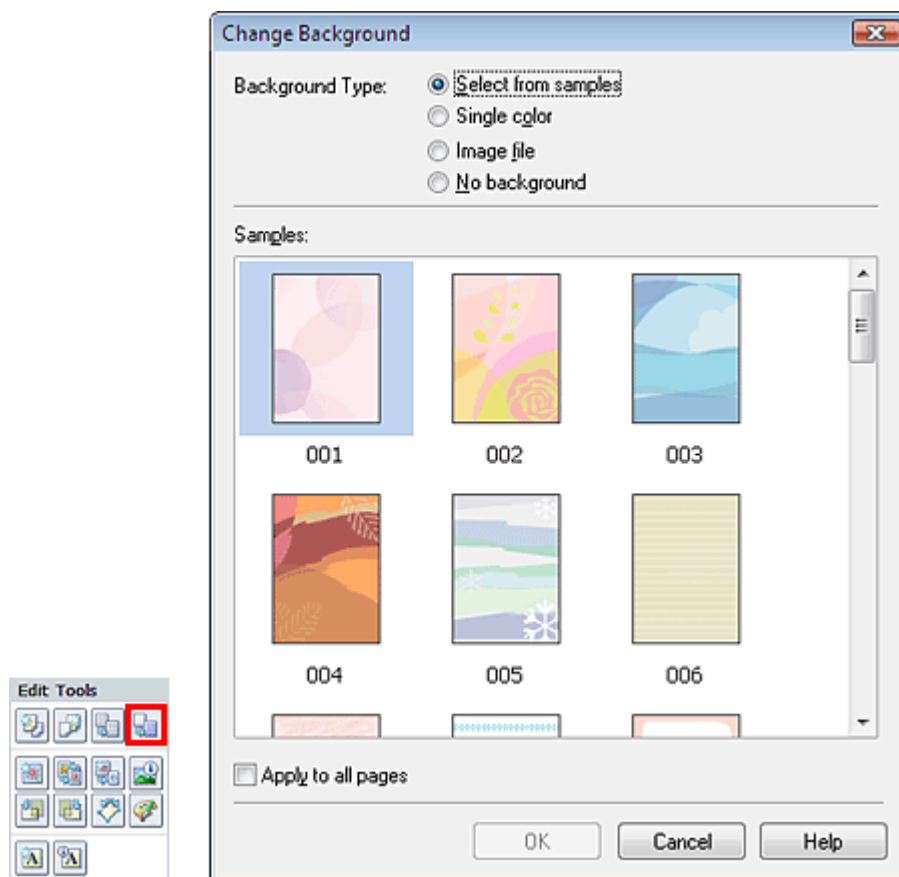 Change Background
Background Type:
Select from samples
Single color
Image file
No background
Samples:
001 002 003
004 005 006
Edit Tools
Apply to all pages
OK Cancel Help
A A